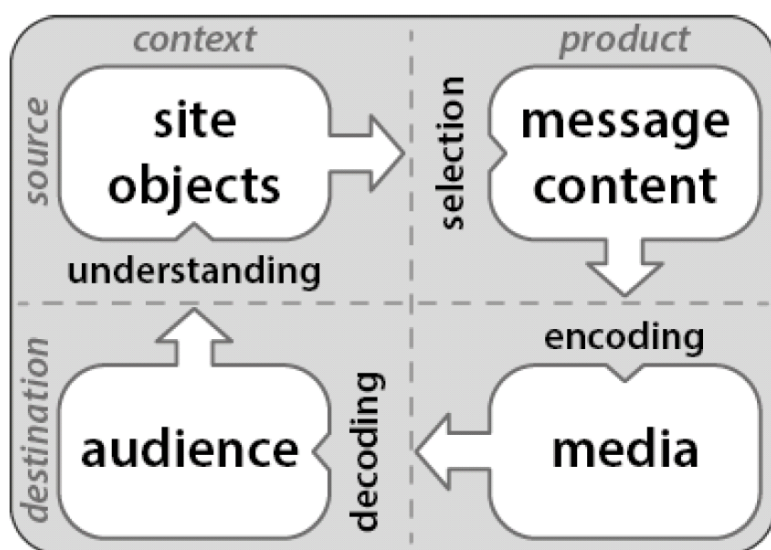 context
product
source
site
objects
selection
message
content
understanding
destination
audience
decoding
encoding
media